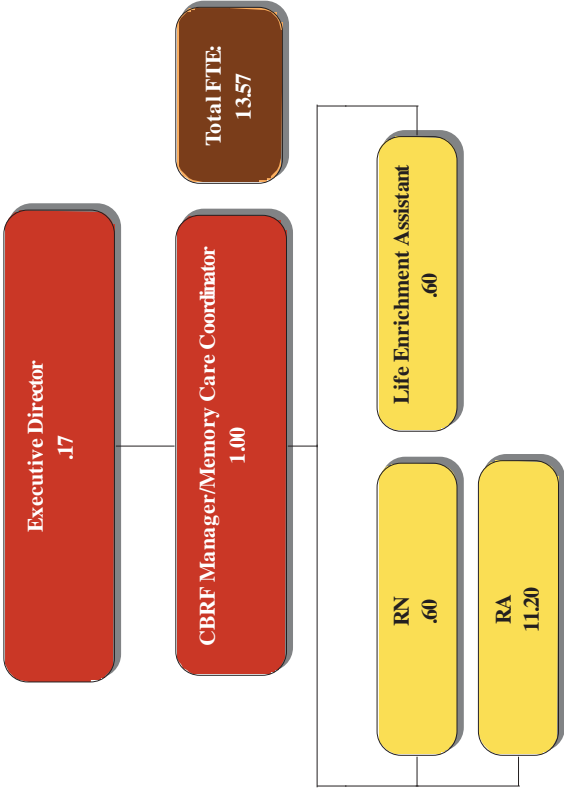 Executive Director
.17
Total FTE:
13.57
CBRF Manager/Memory Care Coordinator
1.00
RN
.60
Life Enrichment Assistant
.60
RA
11.20